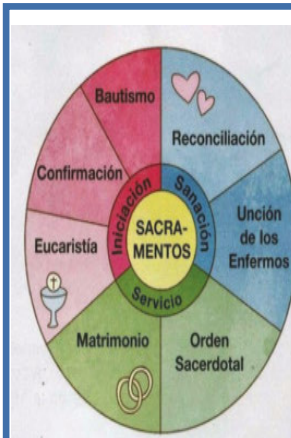 Bautismo
Reconciliación
Confirmación
Iniciación
Sanación
Unción
de los
Enfermos
SACRA-
MENTOS
Eucaristía
Servicio
Matrimonio
Orden
Sacerdotal